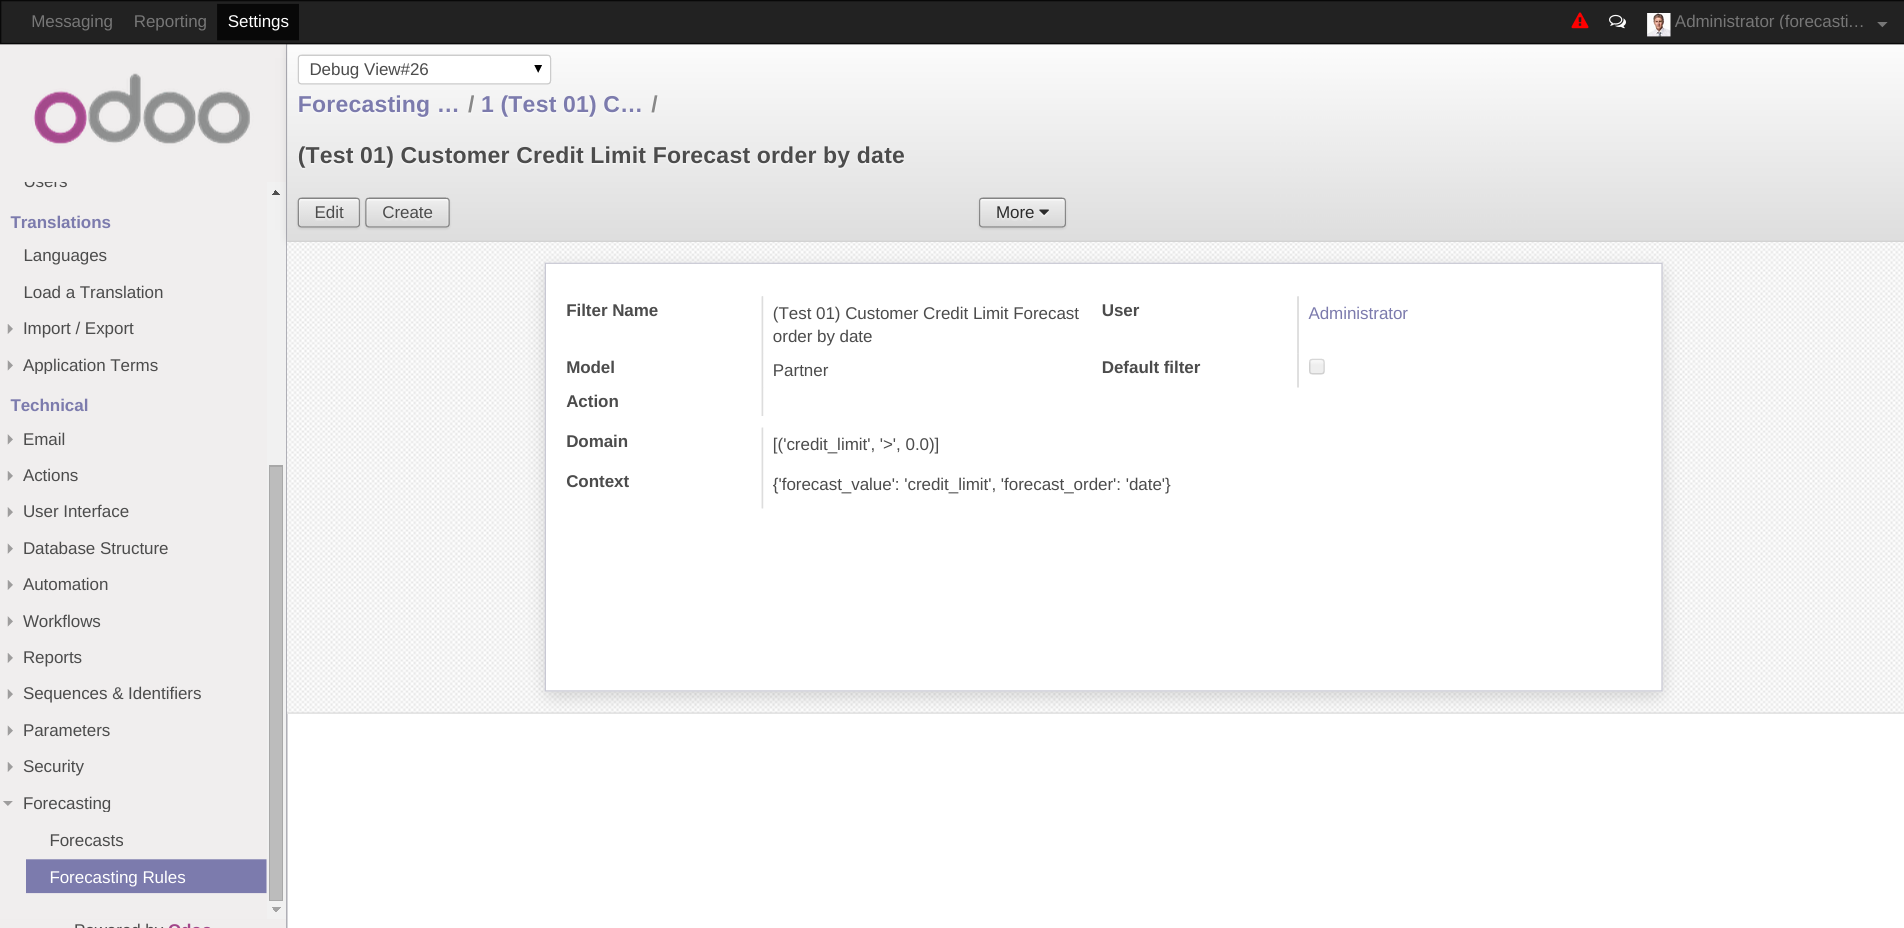 Messaging Reporting Settings Administrator (forecasti...
odoo
Debug View#26
Forecasting ... / 1 (Test 01) C... /
(Test 01) Customer Credit Limit Forecast order by date
Edit Create More
Users
Translations
Languages
Load a Translation
Import / Export
Application Terms
Technical
Email
Actions
User Interface
Database Structure
Automation
Workflows
Reports
Sequences & Identifiers
Parameters
Security
Forecasting
Forecasts
Forecasting Rules
Powered by Odoo
Filter Name (Test 01) Customer Credit Limit Forecast
order by date
User Administrator
Model Partner
Default filter
Action
Domain [('credit_limit', '>', 0.0)]
Context {'forecast_value': 'credit_limit', 'forecast_order': 'date'}